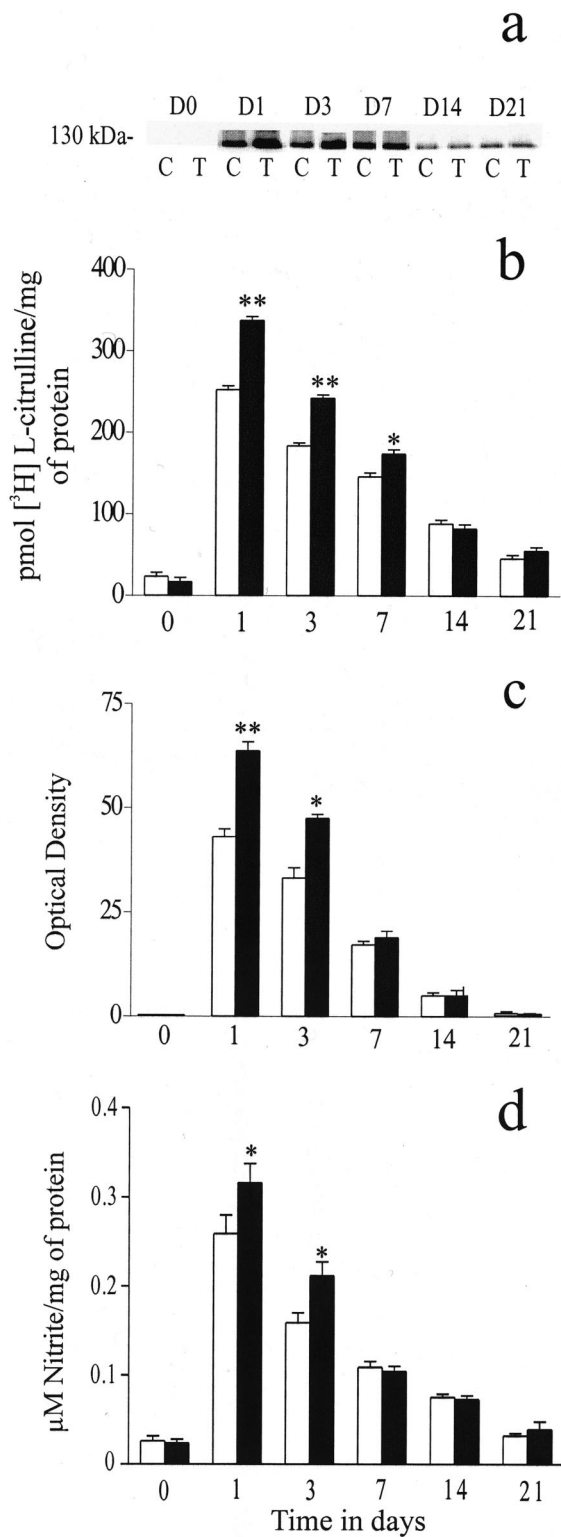 a
D0 D1 D3 D7 D14 D21
130 kDa-
C T C T C T C T C T C T
b
pmol [³H] L-citrulline/mg
of protein
400
300
200
100
0
** ** *
0 1 3 7 14 21
c
Optical Density
75
50
25
0
** *
0 1 3 7 14 21
d
µM Nitrite/mg of protein
0.4
0.3
0.2
0.1
0
* *
0 1 3 7 14 21
Time in days